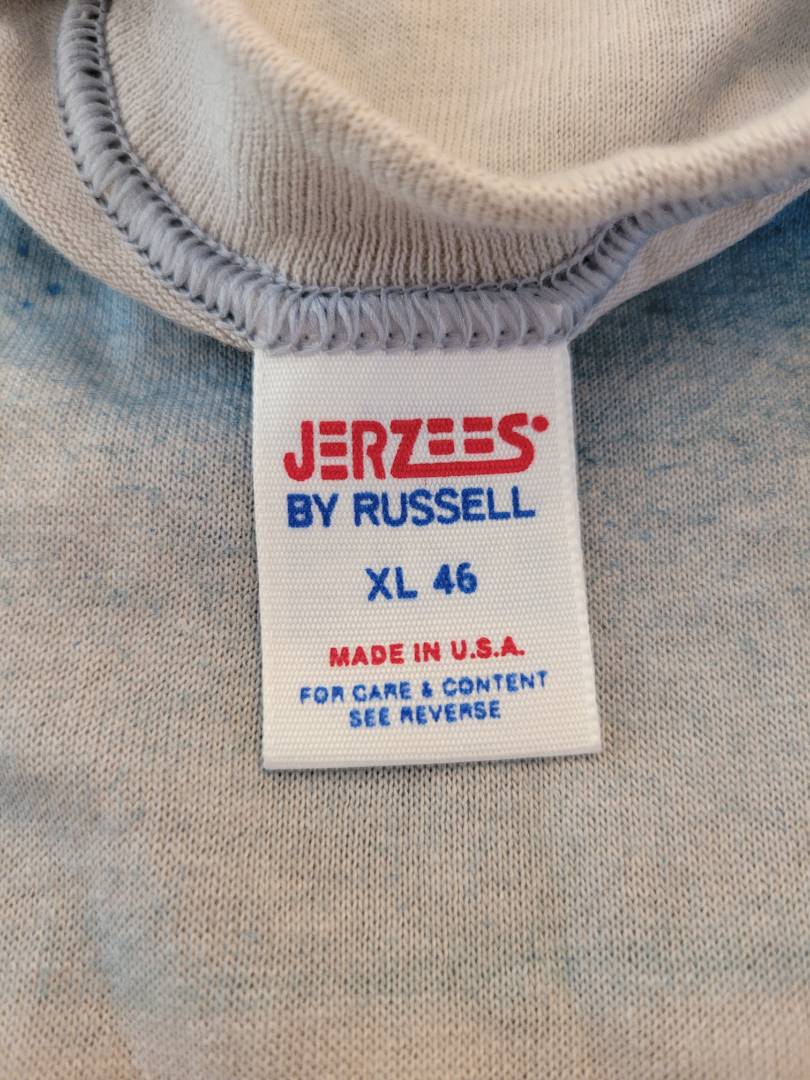 JERZEES
BY RUSSELL
XL 46
MADE IN U.S.A.
FOR CARE & CONTENT
SEE REVERSE